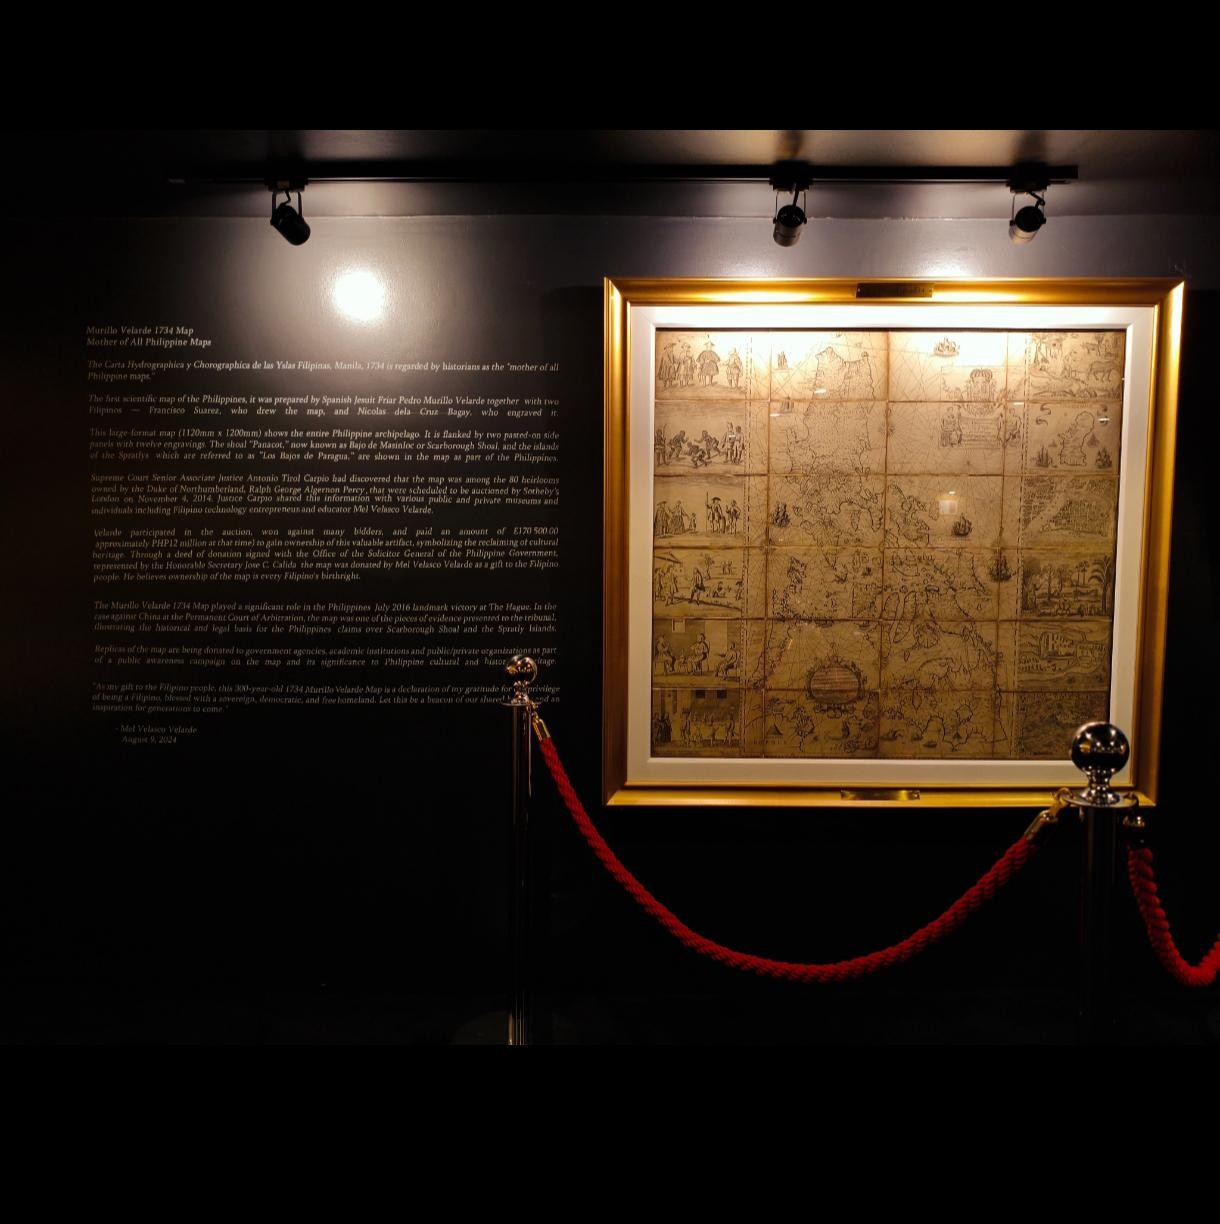 Murillo Velarde 1734 Map
Mother of All Philippine Maps
The Carta Hydrographica y Chorographica de las Yslas Filipinas, Manila, 1734 is regarded by historians as the "mother of all
Philippine maps."
The first scientific map of the Philippines, it was prepared by Spanish Jesuit Friar Pedro Murillo Velarde together with two
Filipinos — Francisco Suarez, who drew the map, and Nicolas dela Cruz Bagay, who engraved it.
This large-format map (1120mm x 1200mm) shows the entire Philippine archipelago. It is flanked by two pasted-on side
panels with twelve engravings. The shoal "Panacot," now known as Bajo de Masinloc or Scarborough Shoal, and the islands
of the Spratlys which are referred to as "Los Bajos de Paragua," are shown in the map as part of the Philippines.
Supreme Court Senior Associate Justice Antonio Tirol Carpio had discovered that the map was among the 80 heirlooms
owned by the Duke of Northumberland, Ralph George Algernon Percy, that were scheduled to be auctioned by Sotheby's
London on November 4, 2014. Justice Carpio shared this information with various public and private museums and
individuals including Filipino technology entrepreneur and educator Mel Velasco Velarde.
Velarde participated in the auction, won against many bidders, and paid an amount of £170 500.00
approximately PHP12 million at that time) to gain ownership of this valuable artifact, symbolizing the reclaiming of cultural
heritage. Through a deed of donation signed with the Office of the Solicitor General of the Philippine Government,
represented by the Honorable Secretary Jose C. Calida the map was donated by Mel Velasco Velarde as a gift to the Filipino
people. He believes ownership of the map is every Filipino's birthright.
The Murillo Velarde 1734 Map played a significant role in the Philippines July 2016 landmark victory at The Hague. In the
case against China at the Permanent Court of Arbitration, the map was one of the pieces of evidence presented to the tribunal,
illustrating the historical and legal basis for the Philippines claims over Scarborough Shoal and the Spratly Islands.
Replicas of the map are being donated to government agencies, academic institutions and public/private organizations as part
of a public awareness campaign on the map and its significance to Philippine cultural and
"As my gift to the Filipino people, this 300-year-old 1734 Murillo Velarde Map is a declaration of my gratitude for privilege
of being a Filipino, blessed with a sovereign, democratic, and free homeland. Let this be a beacon of our shared and an
inspiration for generations to come."
- Mel Velasco Velarde
August 9, 2024